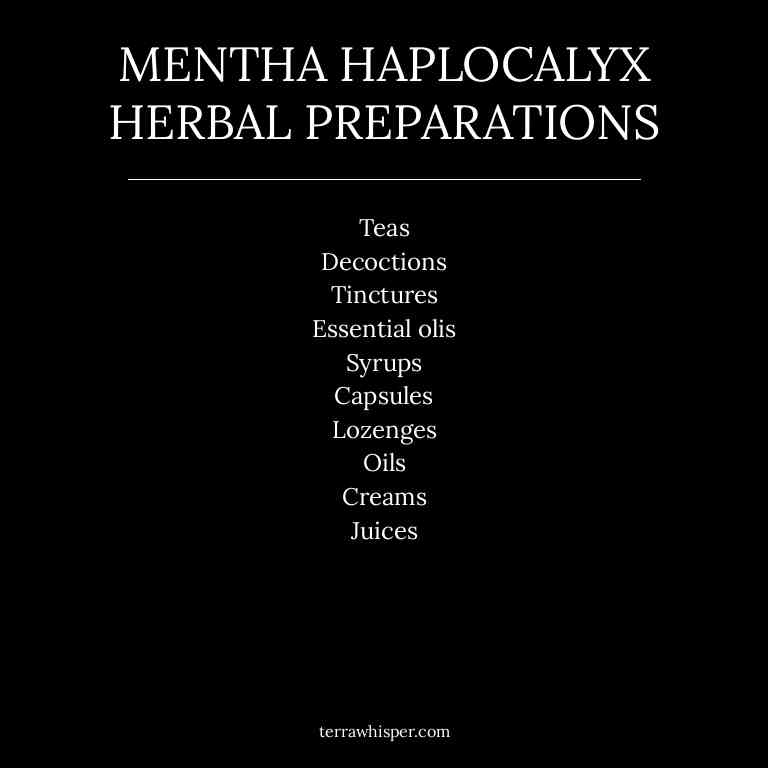 MENTHA HAPLOCALYX
HERBAL PREPARATIONS
Teas
Decoctions
Tinctures
Essential olis
Syrups
Capsules
Lozenges
Oils
Creams
Juices
terrawhisper.com